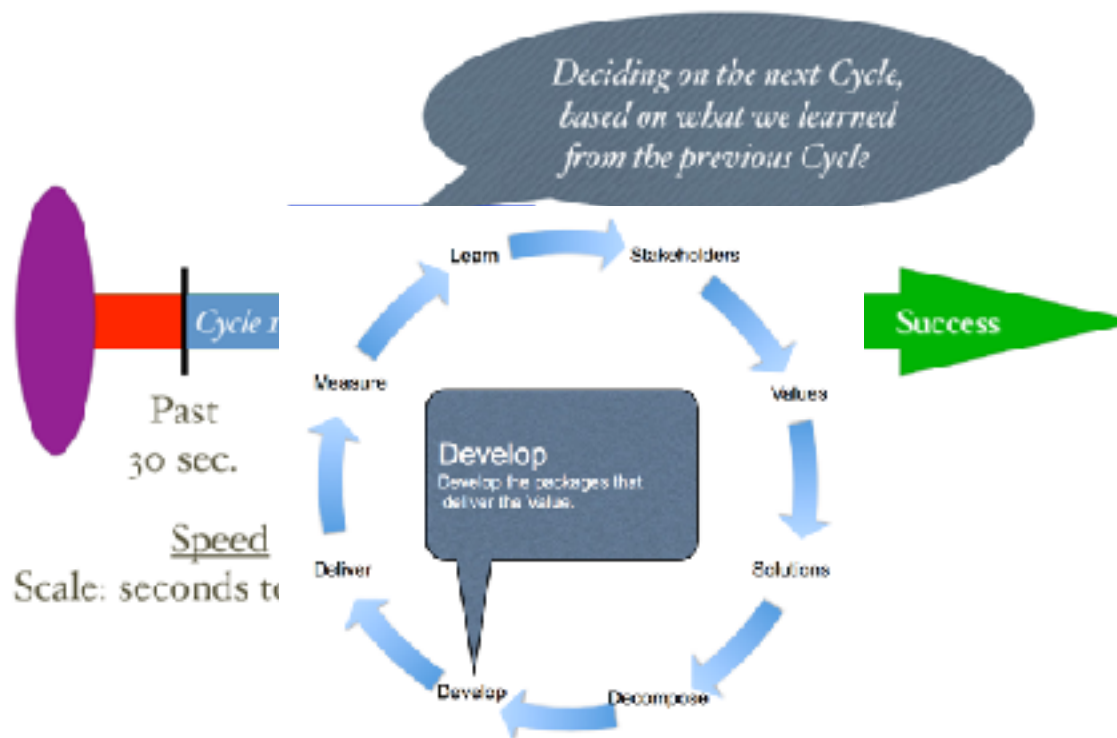 Deciding on the next Cycle,
based on what we learned
from the previous Cycle
Learn
Stakeholders
Cycle 1
Success
Measure
Values
Past
30 sec.
Develop
Develop the packages that
deliver the Value.
Speed
Deliver
Solutions
Scale: seconds to
Develop
Decompose